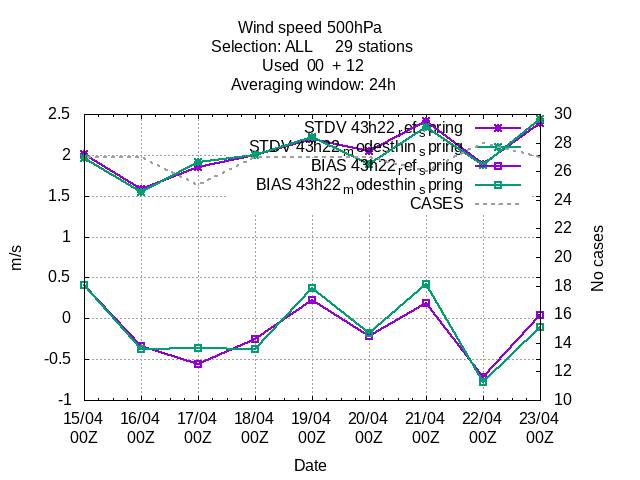 Wind speed 500hPa
Selection: ALL 29 stations
Used 00 + 12
Averaging window: 24h
2.5
2
1.5
1
0.5
0
-0.5
-1
m/s
STDV 43h22_ref_spring
STDV 43h22_modesthin_spring
BIAS 43h22_ref_spring
BIAS 43h22_modesthin_spring
CASES
30
28
26
24
22
20
18
16
14
12
10
No cases
15/04 16/04 17/04 18/04 19/04 20/04 21/04 22/04 23/04
00Z 00Z 00Z 00Z 00Z 00Z 00Z 00Z 00Z
Date